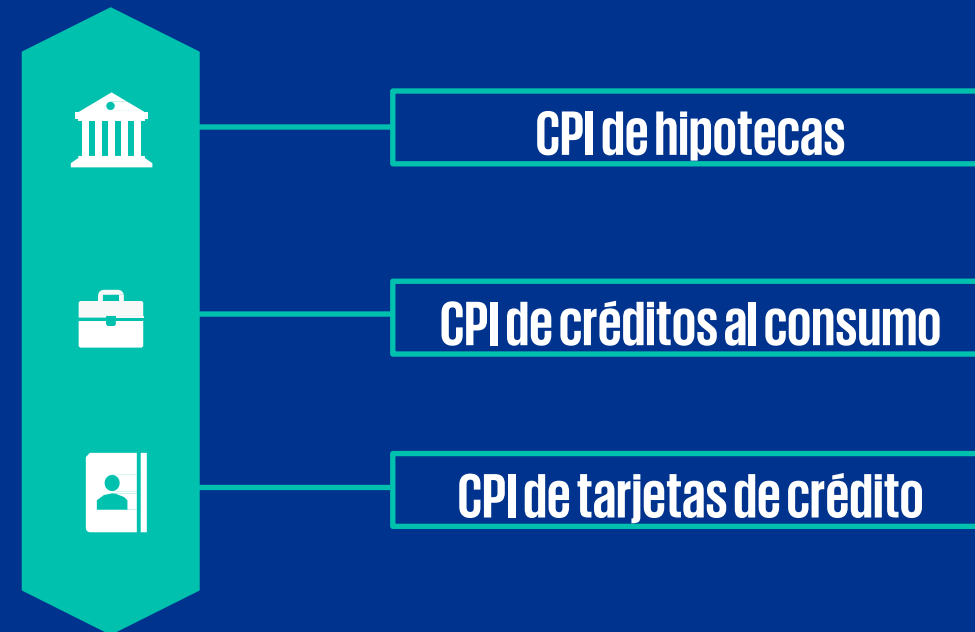 CPI de hipotecas
CPI de créditos al consumo
CPI de tarjetas de crédito